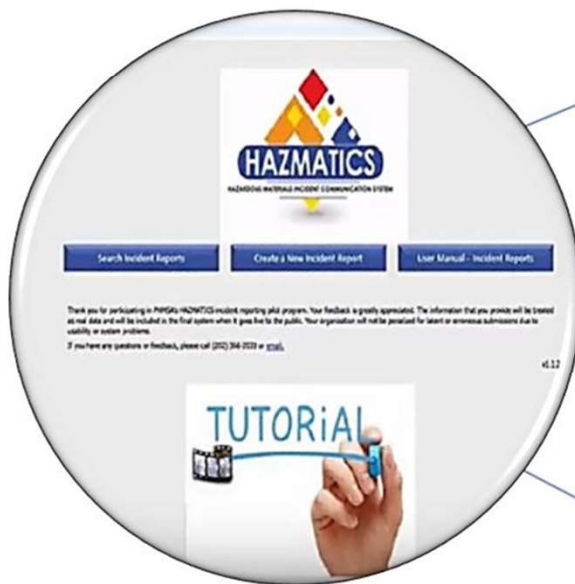 HAZMATICS
HAZARDOUS MATERIALS INCIDENT COMMUNICATION SYSTEM
Search Incident Reports
Create a New Incident Report
User Manual - Incident Reports
Thank you for participating in PHMSA's HAZMATICS incident reporting pilot program. Your feedback is greatly appreciated. The information that you provide will be treated
as real data and will be included in the final system when it goes live to the public. Your organization will not be penalized for latent or erroneous submissions due to
usability or system problems.
If you have any questions or feedback, please call (202) 366- or email.
v1.12
TUTORiAL